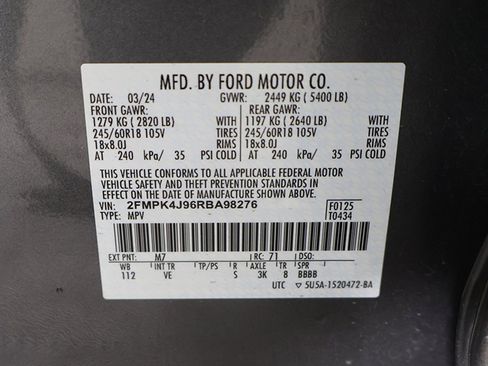 MFD. BY FORD MOTOR CO.
DATE: 03/24 GVWR: 2449 KG ( 5400 LB)
FRONT GAWR: REAR GAWR:
1279 KG ( 2820 LB) WITH 1197 KG ( 2640 LB) WITH
245/60R18 105V TIRES 245/60R18 105V TIRES
18x8.0J RIMS 18x8.0J RIMS
AT 240 kPa/ 35 PSI COLD AT 240 kPa/ 35 PSI COLD
THIS VEHICLE CONFORMS TO ALL APPLICABLE FEDERAL MOTOR
VEHICLE SAFETY AND THEFT PREVENTION STANDARDS IN
EFFECT ON THE DATE OF MANUFACTURE SHOWN ABOVE.
VIN: 2FMPK4J96RBA98276 F0125
TYPE: MPV T0434
EXT PNT: M7 RC: 71 DSO:
WB INT TR TP/PS R AXLE TR SPR
112 VE S 3K 8 BBBB
UTC ▽ 5U5A-1520472-BA